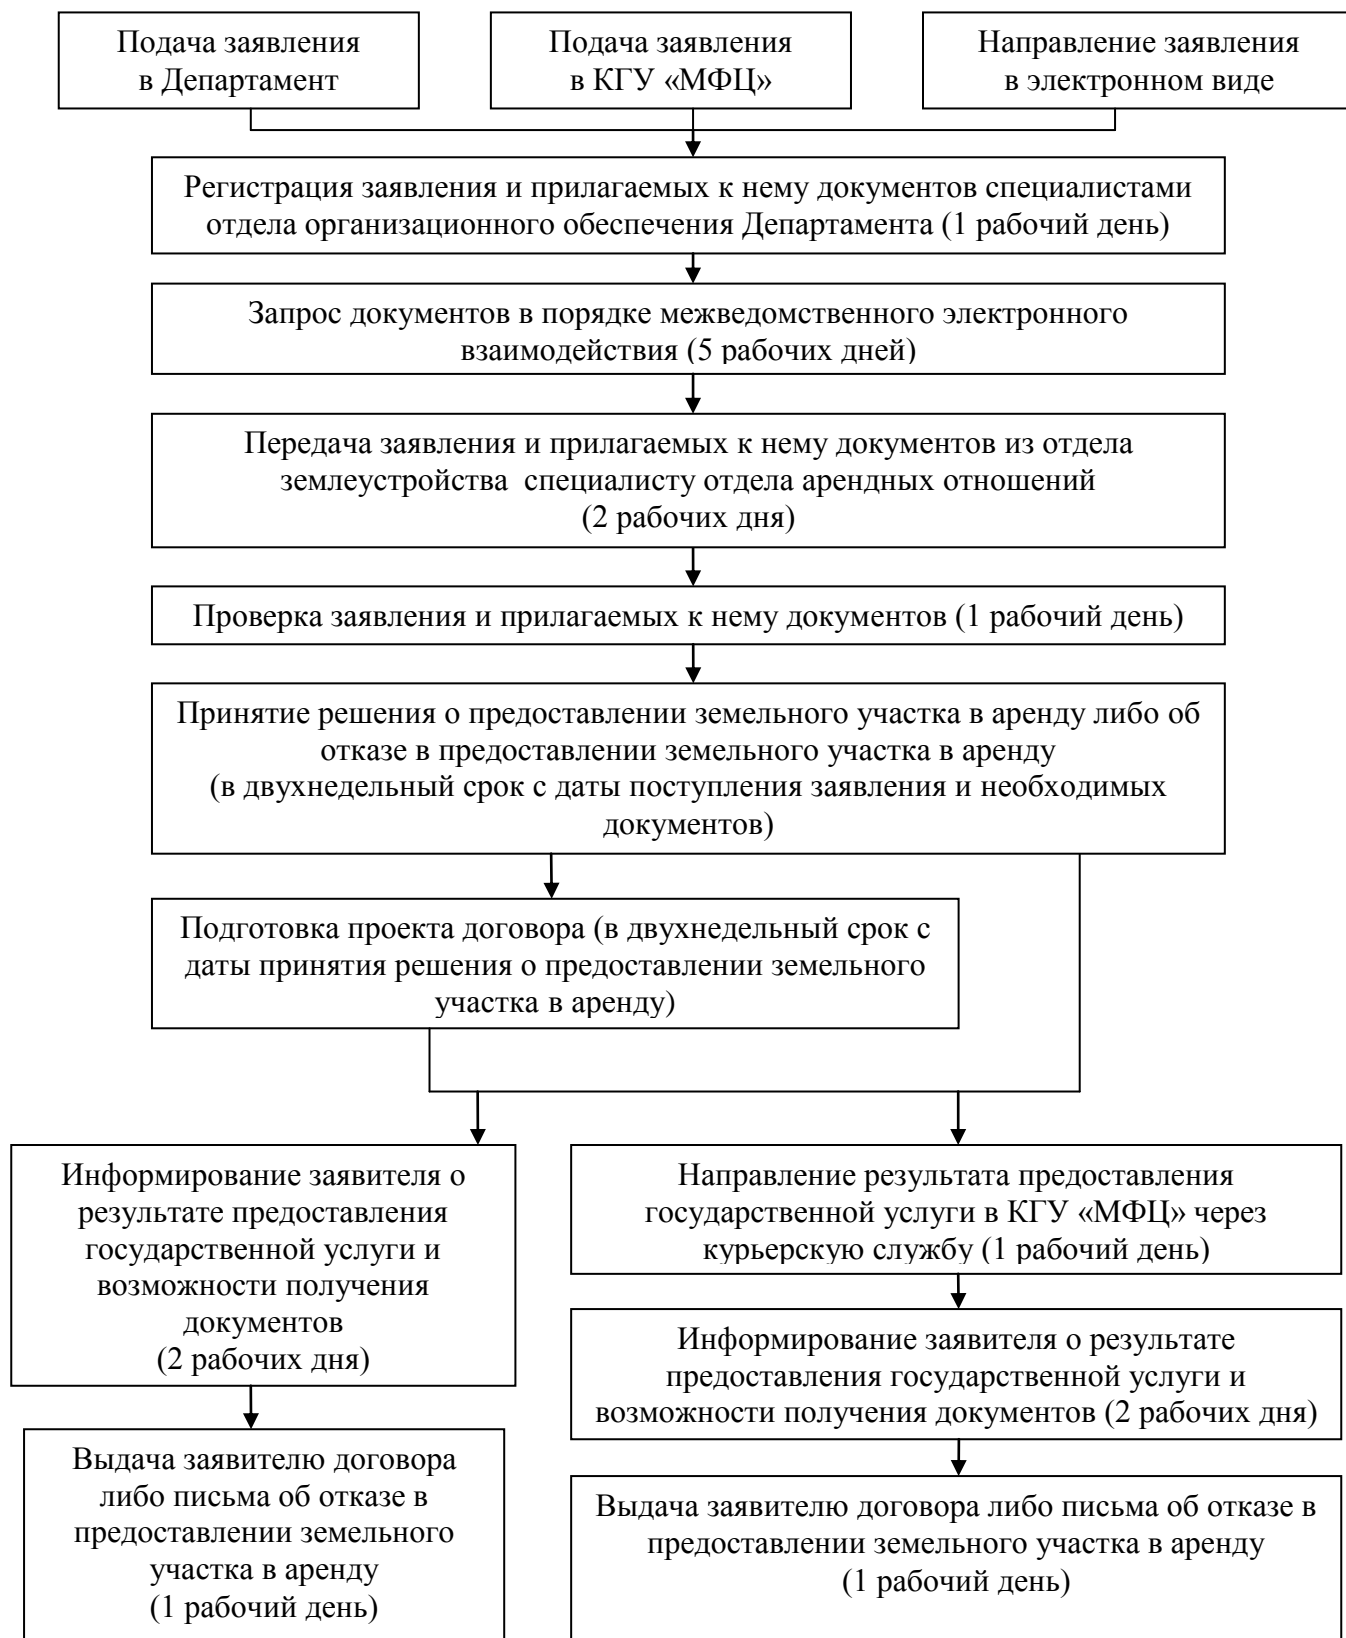 Подача заявления
в Департамент
Подача заявления
в КГУ «МФЦ»
Направление заявления
в электронном виде
Регистрация заявления и прилагаемых к нему документов специалистами
отдела организационного обеспечения Департамента (1 рабочий день)
Запрос документов в порядке межведомственного электронного
взаимодействия (5 рабочих дней)
Передача заявления и прилагаемых к нему документов из отдела
землеустройства специалисту отдела арендных отношений
(2 рабочих дня)
Проверка заявления и прилагаемых к нему документов (1 рабочий день)
Принятие решения о предоставлении земельного участка в аренду либо об
отказе в предоставлении земельного участка в аренду
(в двухнедельный срок с даты поступления заявления и необходимых
документов)
Подготовка проекта договора (в двухнедельный срок с
даты принятия решения о предоставлении земельного
участка в аренду)
Информирование заявителя о
результате предоставления
государственной услуги и
возможности получения
документов
(2 рабочих дня)
Выдача заявителю договора
либо письма об отказе в
предоставлении земельного
участка в аренду
(1 рабочий день)
Направление результата предоставления
государственной услуги в КГУ «МФЦ» через
курьерскую службу (1 рабочий день)
Информирование заявителя о результате
предоставления государственной услуги и
возможности получения документов (2 рабочих дня)
Выдача заявителю договора либо письма об отказе в
предоставлении земельного участка в аренду
(1 рабочий день)